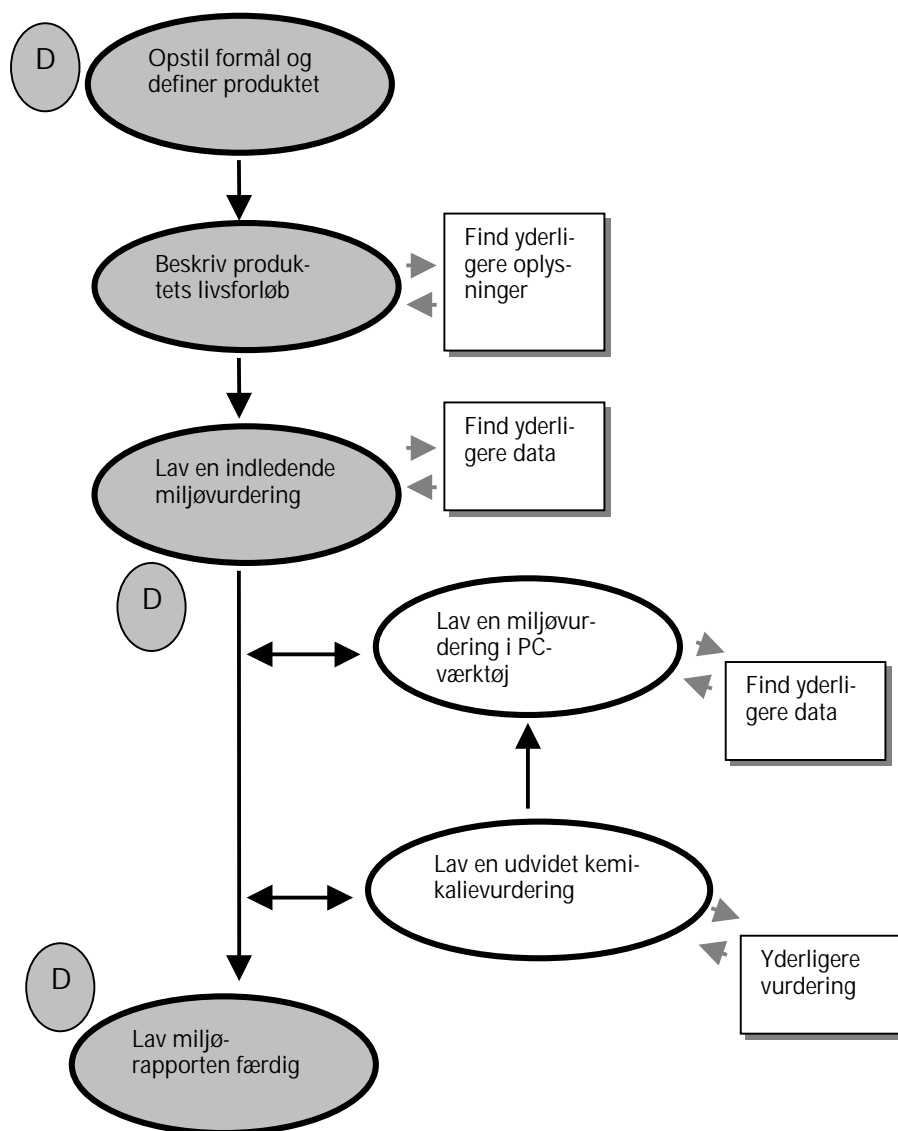 D
Opstil formål og
definer produktet
Beskriv produk-
tets livsforløb
Find yderli-
gere oplys-
ninger
Lav en indledende
miljøvurdering
Find yderli-
gere data
D
Lav en miljøvur-
dering i PC-
værktøj
Find yderli-
gere data
Lav en udvidet kemi-
kalievurdering
Yderligere
vurdering
D
Lav miljø-
rapporten færdig